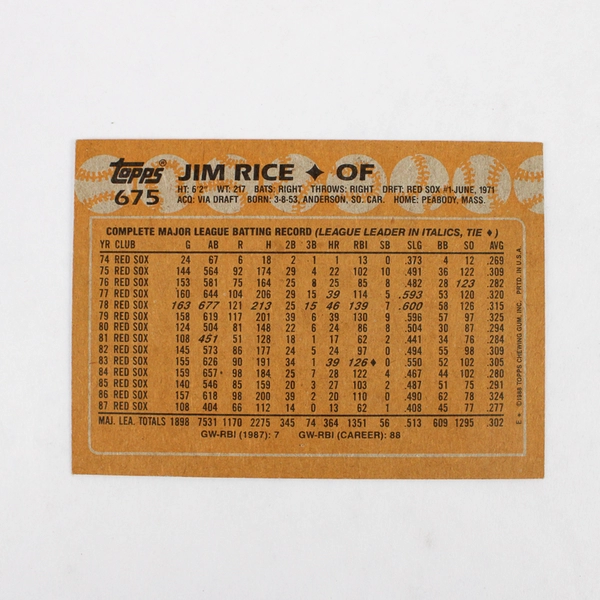 Topps® JIM RICE ✦ OF
675 HT: 6'2" WT: 217 BATS: RIGHT THROWS: RIGHT DRFT: RED SOX #1-JUNE, 1971
ACQ: VIA DRAFT BORN: 3-8-53, ANDERSON, SO. CAR. HOME: PEABODY, MASS.
COMPLETE MAJOR LEAGUE BATTING RECORD (LEAGUE LEADER IN ITALICS, TIE ♦)
YR CLUB G AB R H 2B 3B HR RBI SB SLG BB SO AVG
74 RED SOX 24 67 6 18 2 1 1 13 0 .373 4 12 .269
75 RED SOX 144 564 92 174 29 4 22 102 10 .491 36 122 .309
76 RED SOX 153 581 75 164 25 8 25 85 8 .482 28 123 .282
77 RED SOX 160 644 104 206 29 15 39 114 5 .593 53 120 .320
78 RED SOX 163 677 121 213 25 15 46 139 7 .600 58 126 .315
79 RED SOX 158 619 117 201 39 6 39 130 9 .596 57 97 .325
80 RED SOX 124 504 81 148 22 6 24 86 8 .504 30 87 .294
81 RED SOX 108 451 51 128 18 1 17 62 2 .441 34 76 .284
82 RED SOX 145 573 86 177 24 5 24 97 0 .494 55 98 .309
83 RED SOX 155 626 90 191 34 1 39 126♦ 0 .550 52 102 .305
84 RED SOX 159 657 98 184 25 7 28 122 4 .467 44 102 .280
85 RED SOX 140 546 85 159 20 3 27 103 2 .487 51 75 .291
86 RED SOX 157 618 98 200 39 2 20 110 0 .490 62 78 .324
87 RED SOX 108 404 66 112 14 0 13 62 1 .408 45 77 .277
MAJ. LEA. TOTALS 1898 7531 1170 2275 345 74 364 1351 56 .513 609 1295 .302
GW-RBI (1987): 7 GW-RBI (CAREER): 88
E* ©1988 TOPPS CHEWING GUM, INC. PRTD. IN U.S.A.